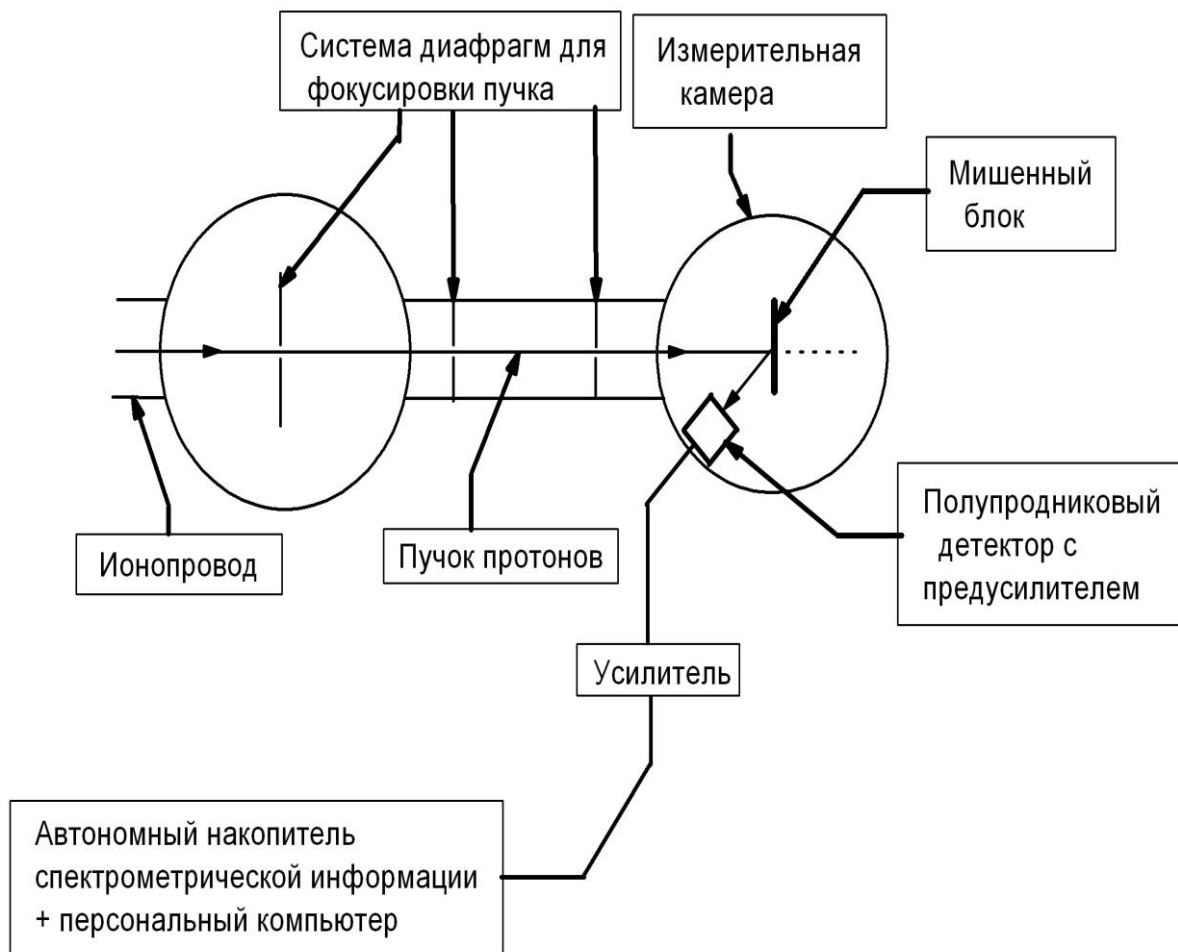 Система диафрагм для
фокусировки пучка
Измерительная
камера
Мишенный
блок
Ионопровод
Пучок протонов
Полупродниковый
детектор с
предусилителем
Усилитель
Автономный накопитель
спектрометрической информации
+ персональный компьютер